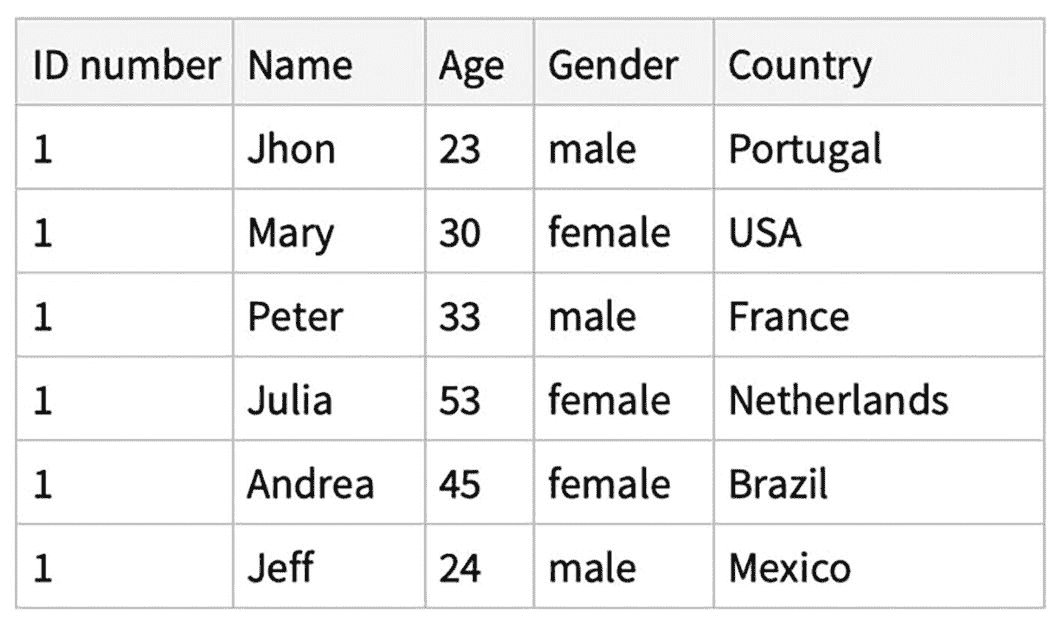 ID number Name Age Gender Country
1 Jhon 23 male Portugal
1 Mary 30 female USA
1 Peter 33 male France
1 Julia 53 female Netherlands
1 Andrea 45 female Brazil
1 Jeff 24 male Mexico